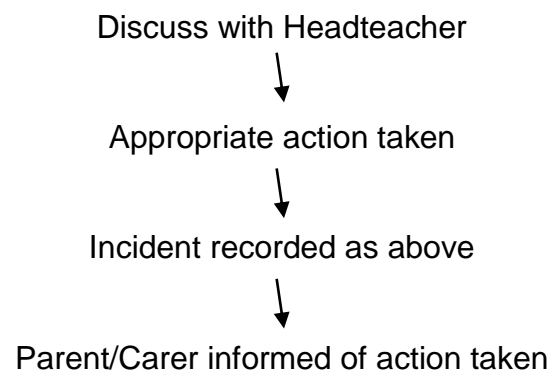 Discuss with Headteacher
Appropriate action taken
Incident recorded as above
Parent/Carer informed of action taken